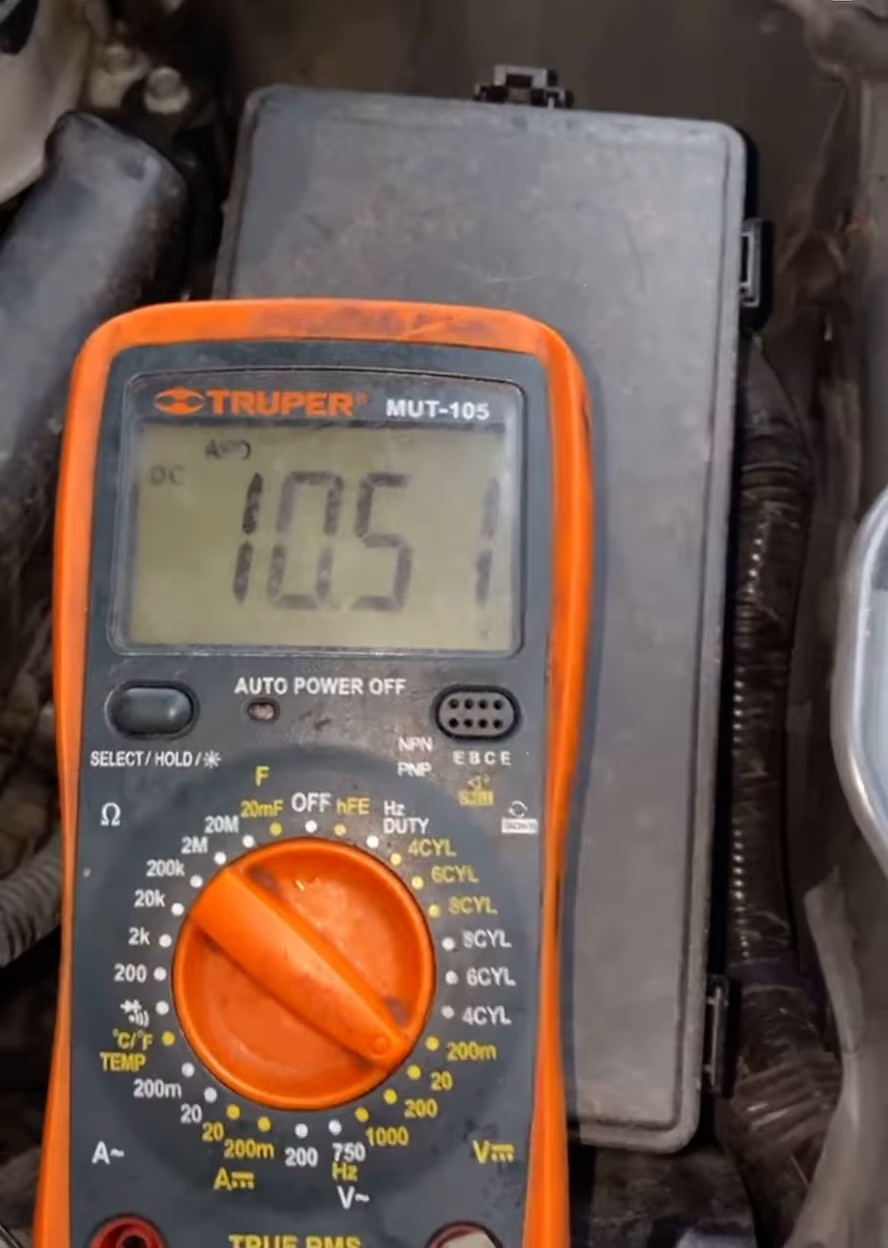 TRUPER® MUT-105
DC
10.51
AUTO POWER OFF
SELECT / HOLD /
NPN
PNP
E B C E
F
Ω
20mF OFF hFE Hz
DUTY
20M
2M
200k
20k
2k
200
4CYL
6CYL
8CYL
8CYL
6CYL
4CYL
°C/°F
TEMP
200m
20
20
200m
200
750
Hz
1000
200
20
200m
A~
A
V~
V
TRUE RMS